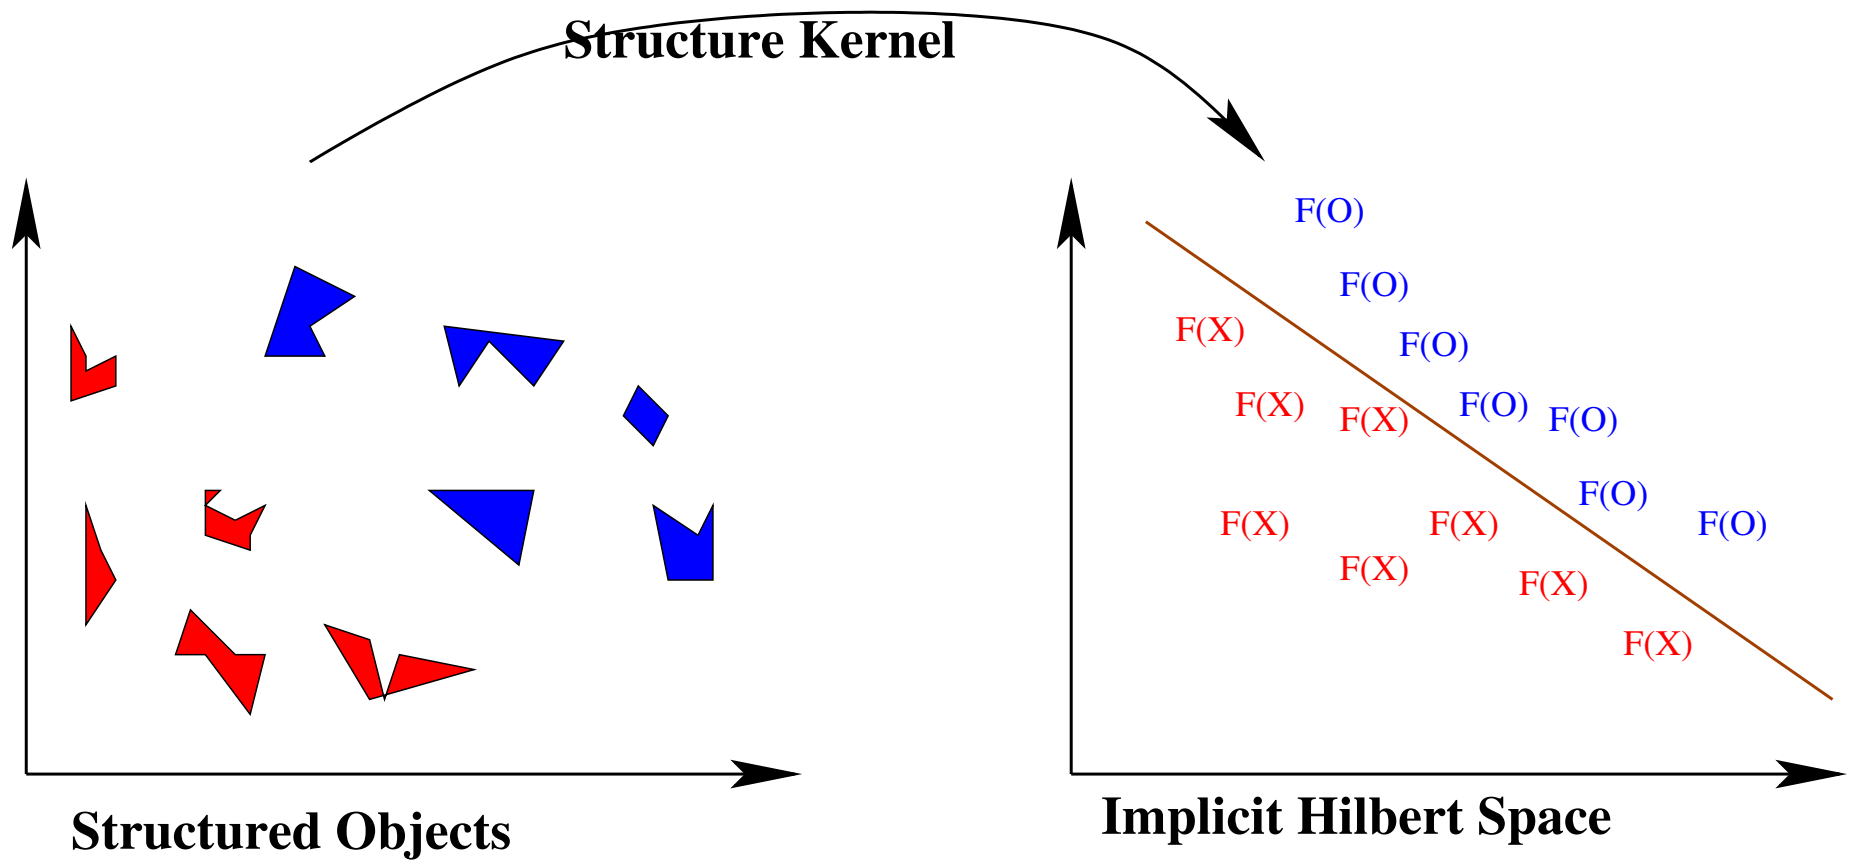 Structure Kernel
F(O)
F(O)
F(X)
F(O)
F(X)
F(X)
F(O)
F(O)
F(O)
F(X)
F(X)
F(O)
F(X)
F(X)
F(X)
Structured Objects
Implicit Hilbert Space